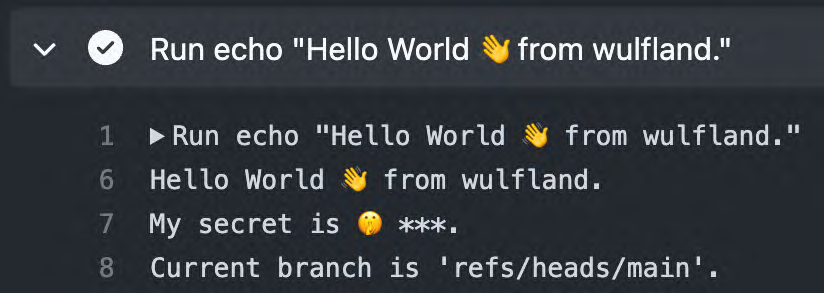 Run echo "Hello World 👋 from wulfland."
1 ▶ Run echo "Hello World 👋 from wulfland."
6 Hello World 👋 from wulfland.
7 My secret is 🤫 ***.
8 Current branch is 'refs/heads/main'.